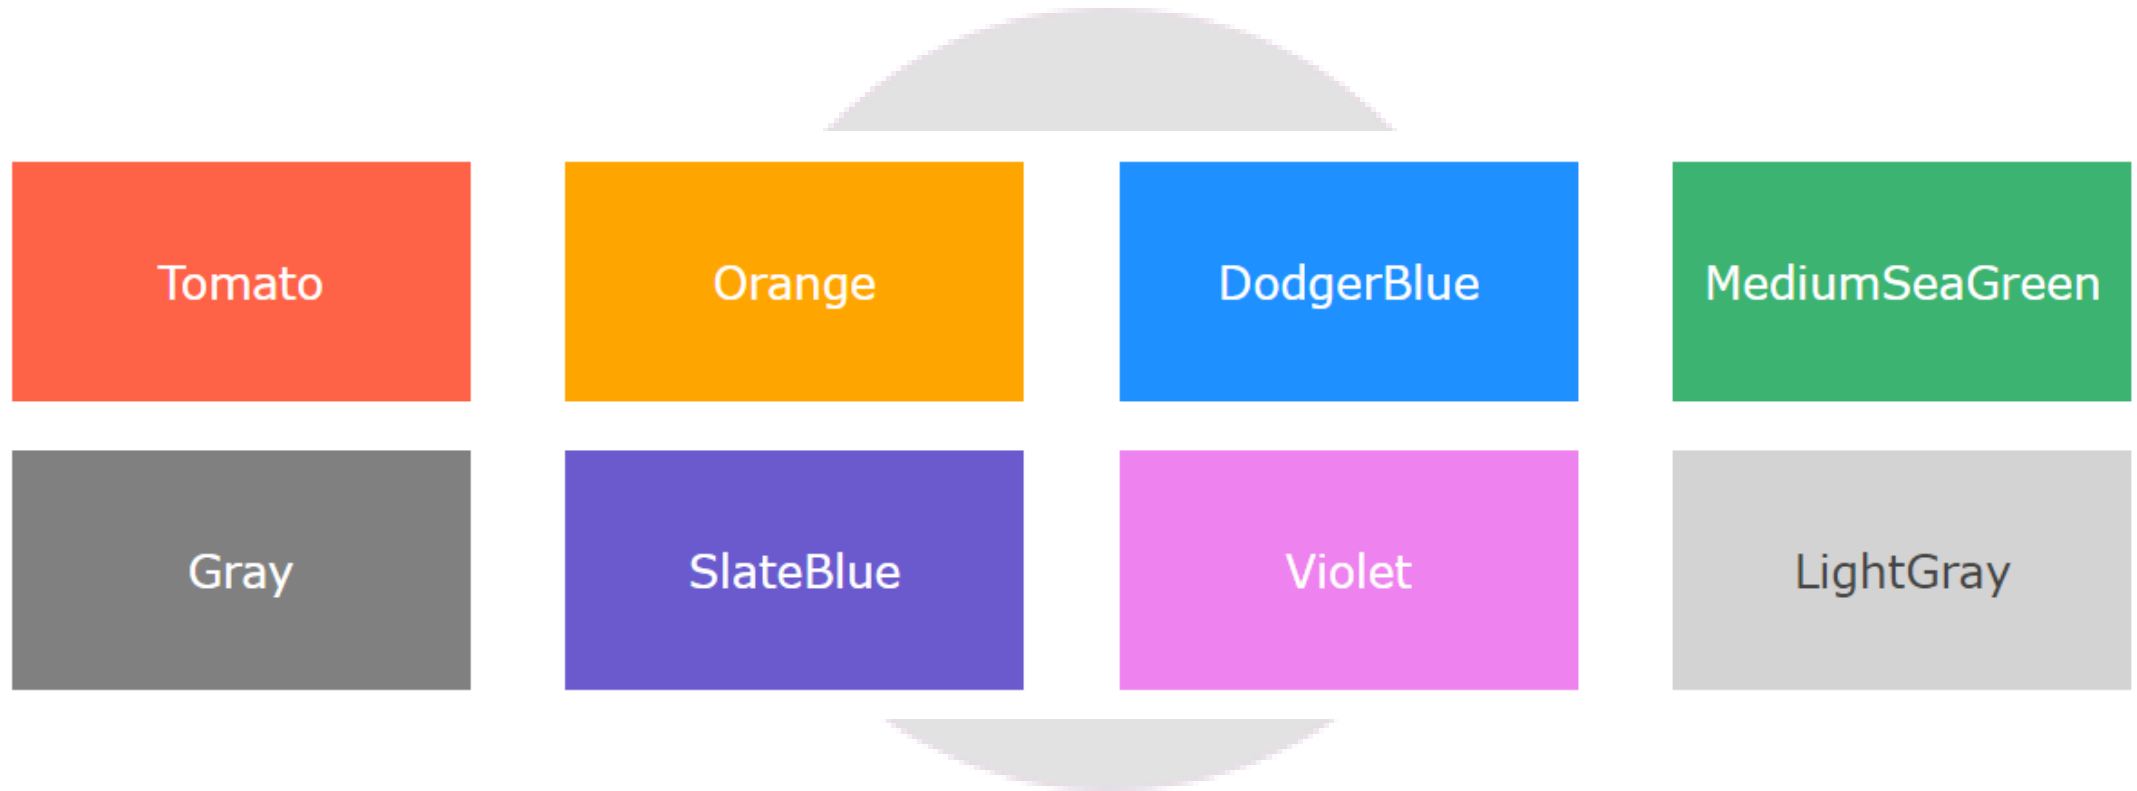 Tomato
Orange
DodgerBlue
MediumSeaGreen
Gray
SlateBlue
Violet
LightGray